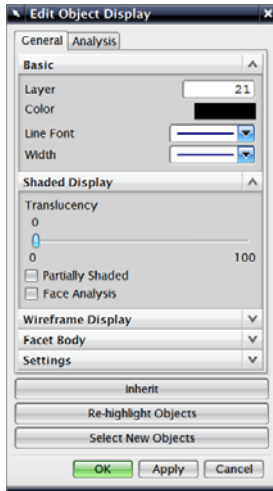 Edit Object Display
General Analysis
Basic
Layer 21
Color
Line Font
Width
Shaded Display
Translucency
0
0 100
Partially Shaded
Face Analysis
Wireframe Display
Facet Body
Settings
Inherit
Re-highlight Objects
Select New Objects
OK Apply Cancel